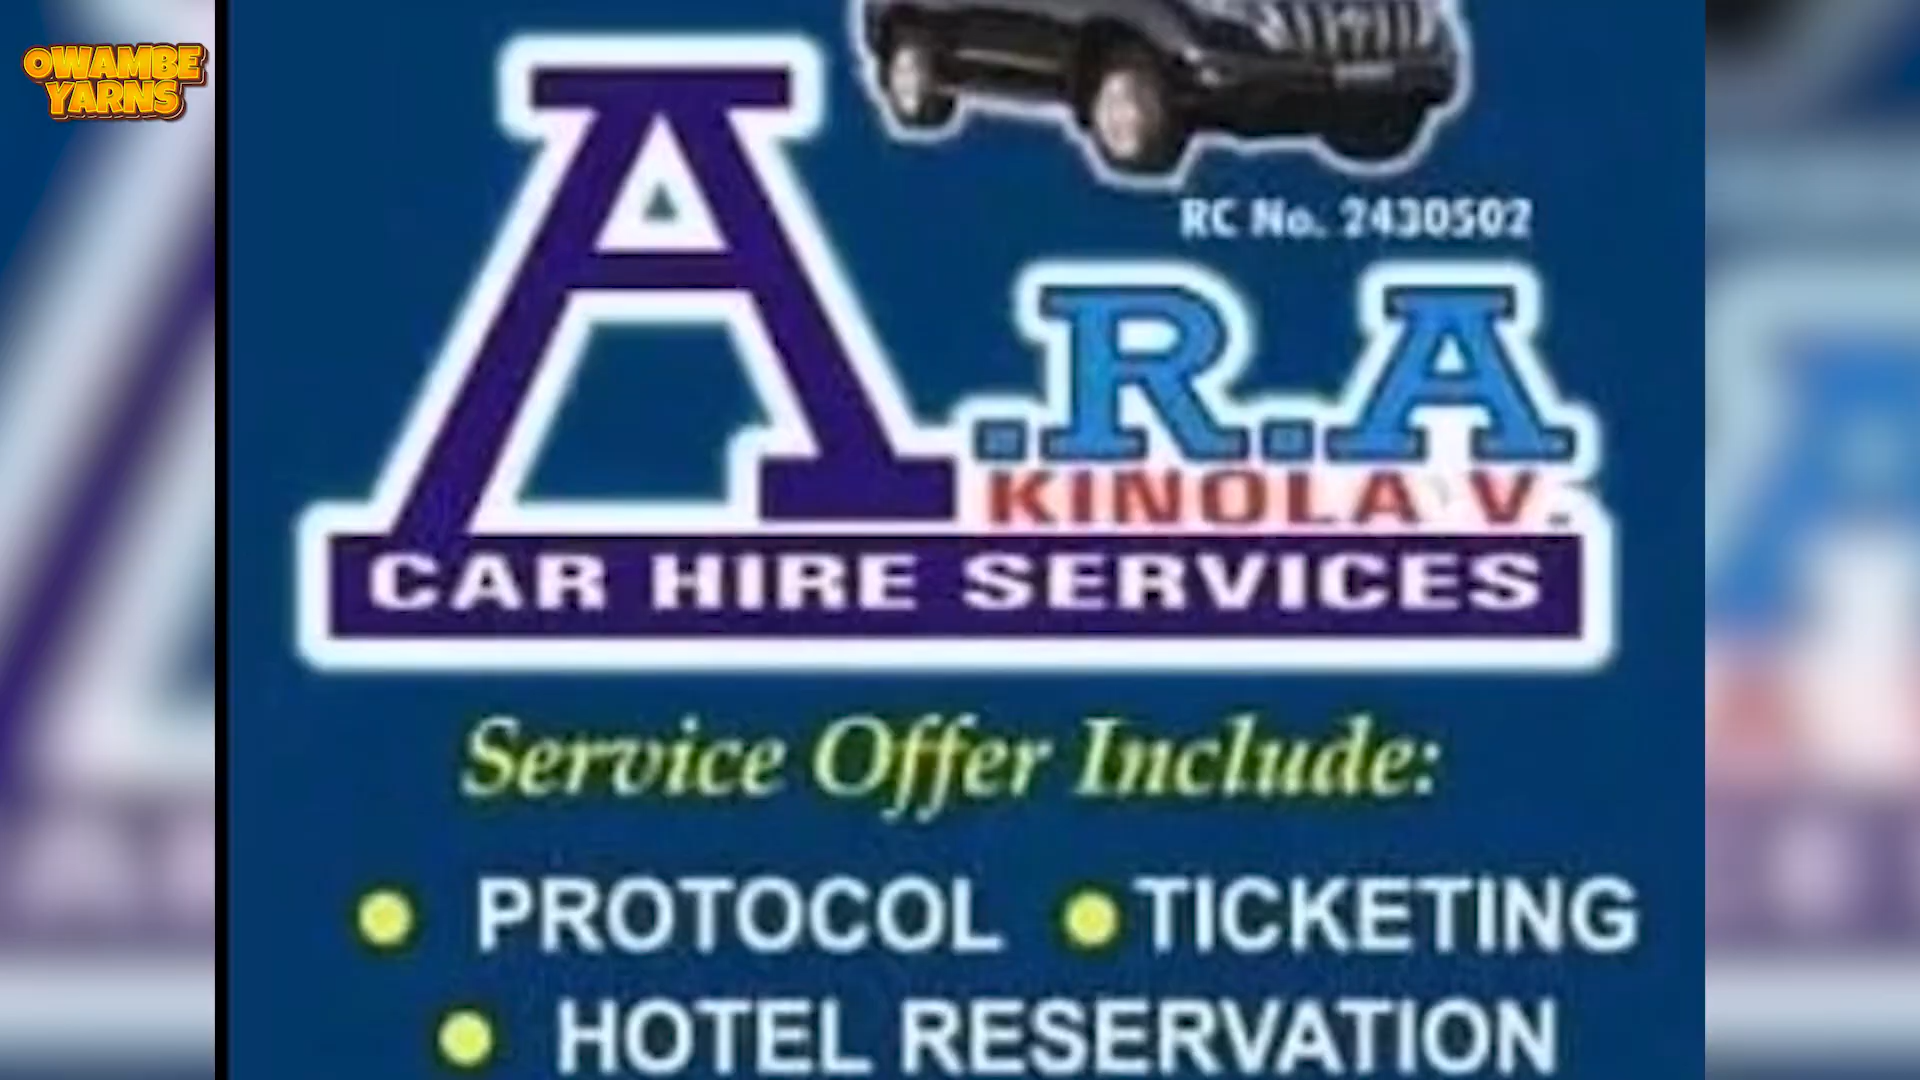 OWAMBE
YARNS
RC No. 2430502
A.R.A
KINOLA V.
CAR HIRE SERVICES
Service Offer Include:
PROTOCOL
TICKETING
HOTEL RESERVATION